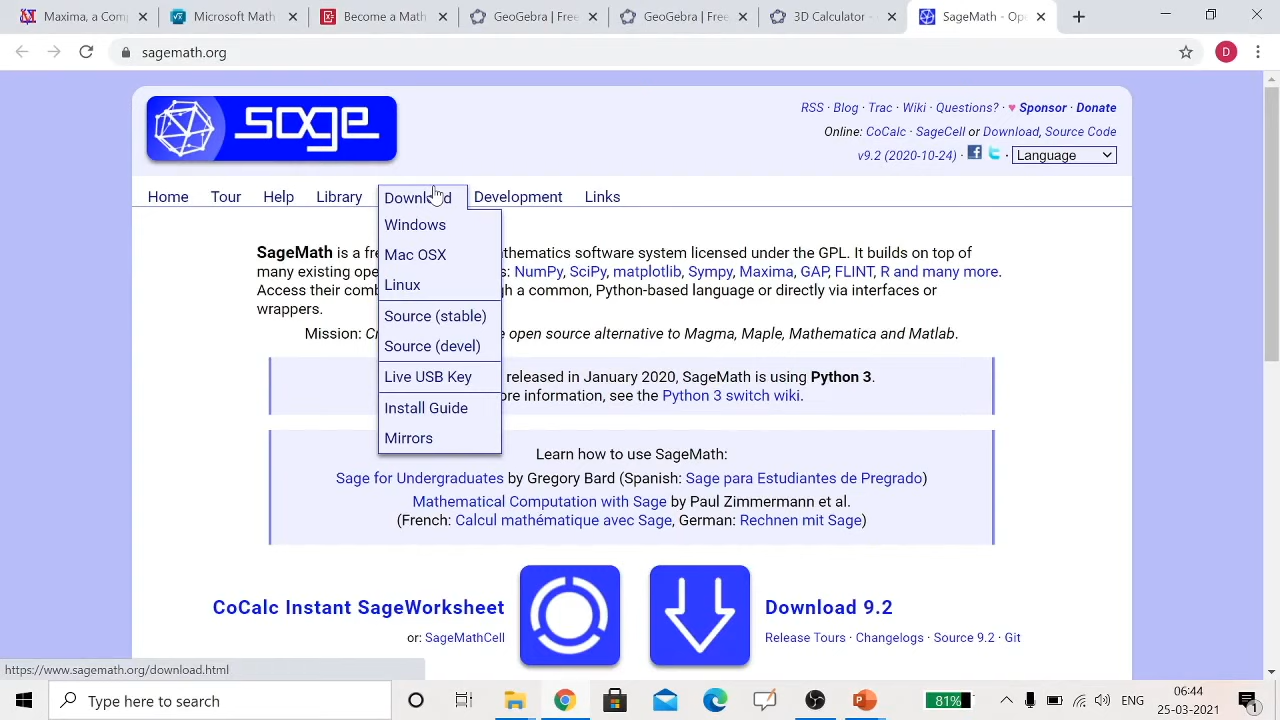 Maxima, a Com
Microsoft Math
Become a Math
GeoGebra | Free
GeoGebra | Free
3D Calculator -
SageMath - Op
sagemath.org
D
sage
RSS · Blog · Trac · Wiki · Questions? · ♥ Sponsor · Donate
Online: CoCalc · SageCell or Download, Source Code
v9.2 (2020-10-24) · · Language
Home Tour Help Library Download Development Links
Windows
Mac OSX
Linux
Source (stable)
Source (devel)
Live USB Key
Install Guide
Mirrors
SageMath is a fre mathematics software system licensed under the GPL. It builds on top of
many existing ope s: NumPy, SciPy, matplotlib, Sympy, Maxima, GAP, FLINT, R and many more.
Access their comb gh a common, Python-based language or directly via interfaces or
wrappers.
Mission: Cr e open source alternative to Magma, Maple, Mathematica and Matlab.
released in January 2020, SageMath is using Python 3.
ore information, see the Python 3 switch wiki.
Learn how to use SageMath:
Sage for Undergraduates by Gregory Bard (Spanish: Sage para Estudiantes de Pregrado)
Mathematical Computation with Sage by Paul Zimmermann et al.
(French: Calcul mathématique avec Sage, German: Rechnen mit Sage)
CoCalc Instant SageWorksheet
or: SageMathCell
Download 9.2
Release Tours · Changelogs · Source 9.2 · Git
https://www.sagemath.org/download.html
Type here to search
81%
ENG
06:44
25-03-2021
1